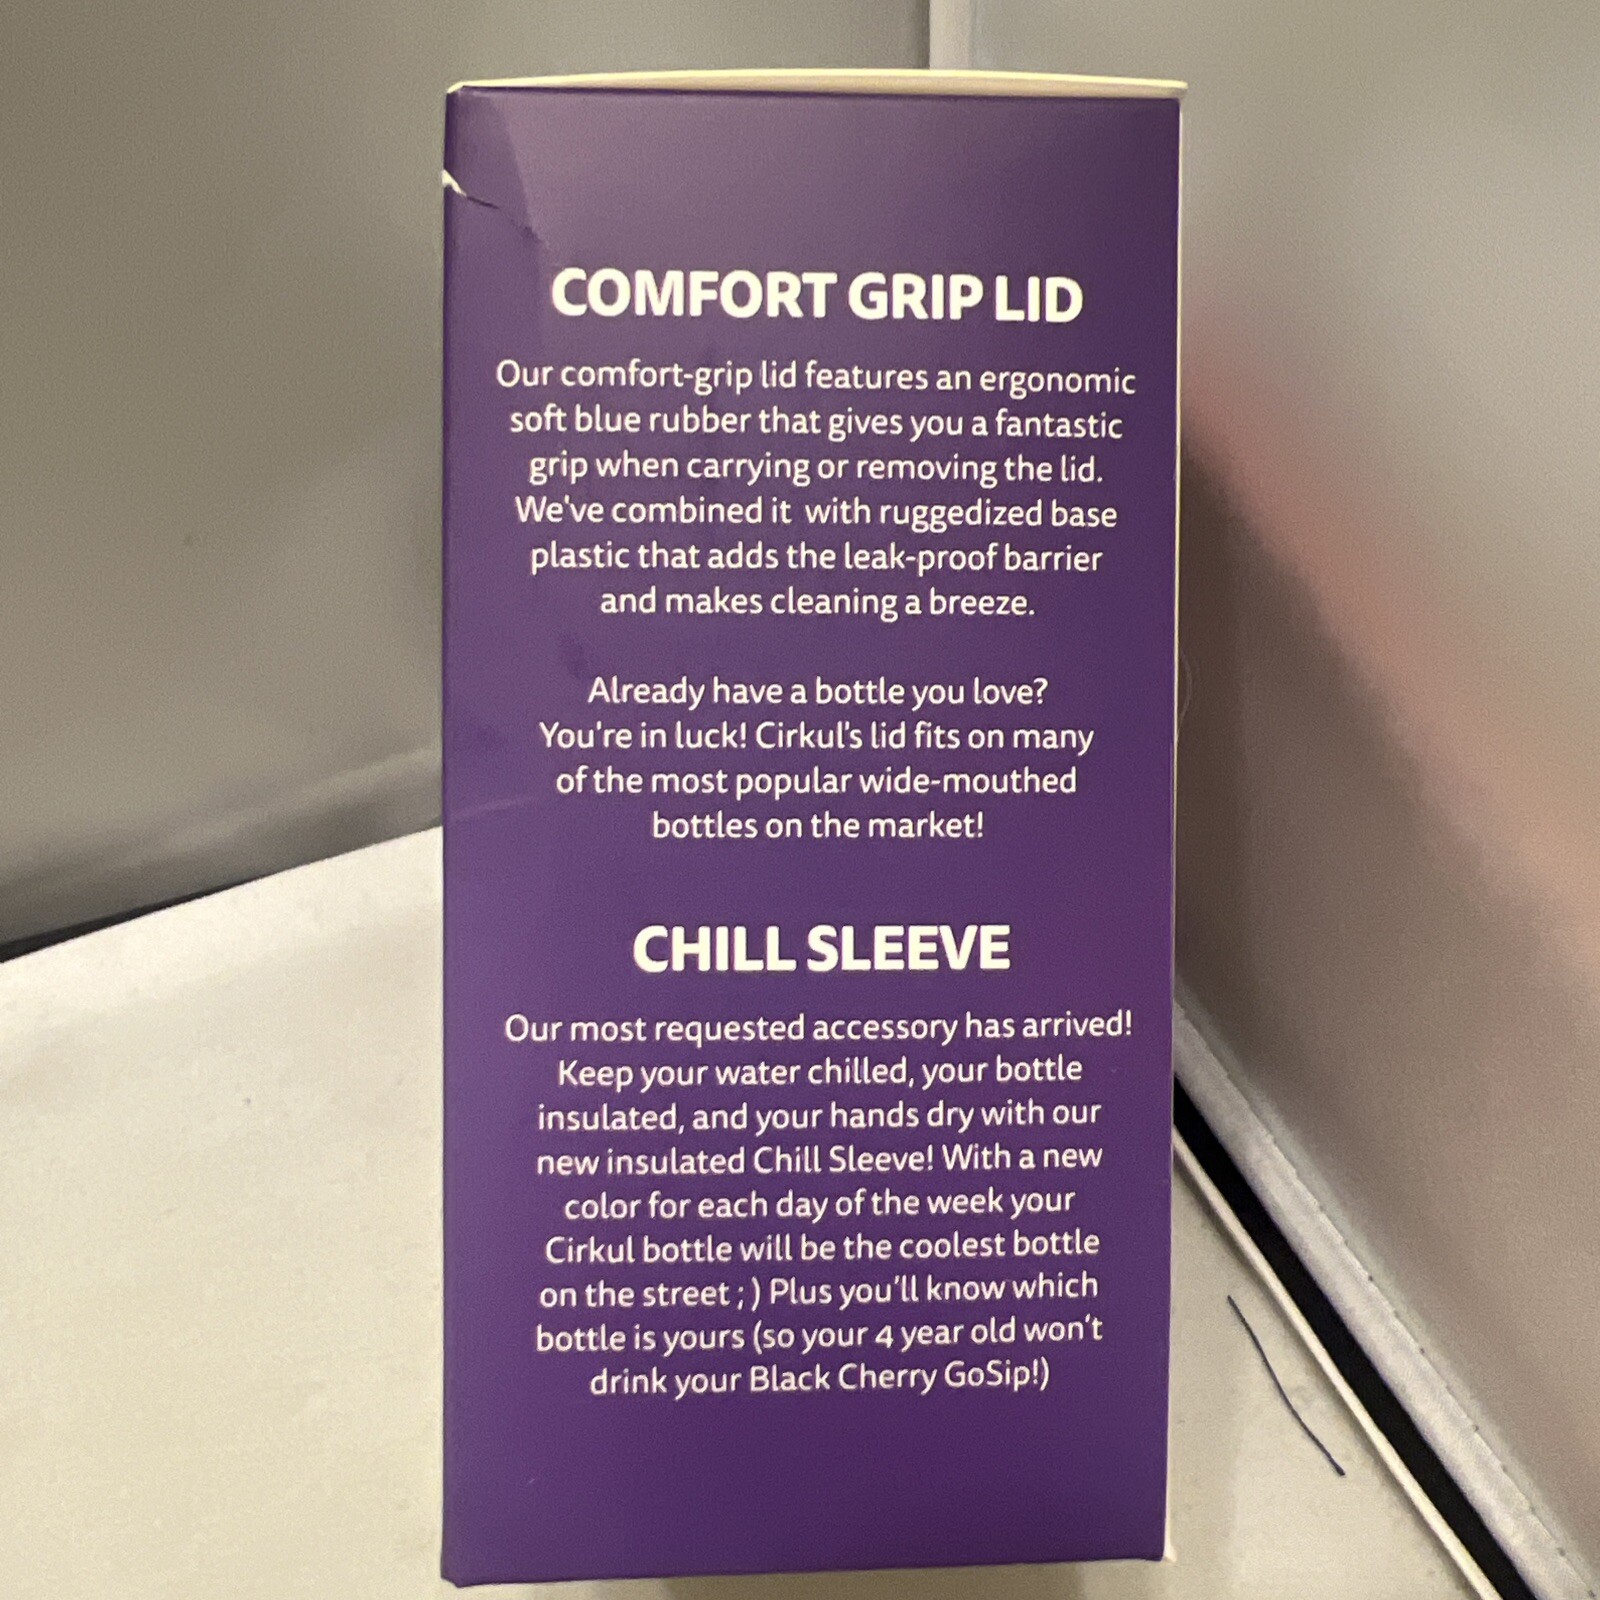 COMFORT GRIP LID
Our comfort-grip lid features an ergonomic
soft blue rubber that gives you a fantastic
grip when carrying or removing the lid.
We've combined it with ruggedized base
plastic that adds the leak-proof barrier
and makes cleaning a breeze.
Already have a bottle you love?
You're in luck! Cirkul's lid fits on many
of the most popular wide-mouthed
bottles on the market!
CHILL SLEEVE
Our most requested accessory has arrived!
Keep your water chilled, your bottle
insulated, and your hands dry with our
new insulated Chill Sleeve! With a new
color for each day of the week your
Cirkul bottle will be the coolest bottle
on the street ; ) Plus you'll know which
bottle is yours (so your 4 year old won't
drink your Black Cherry GoSip!)